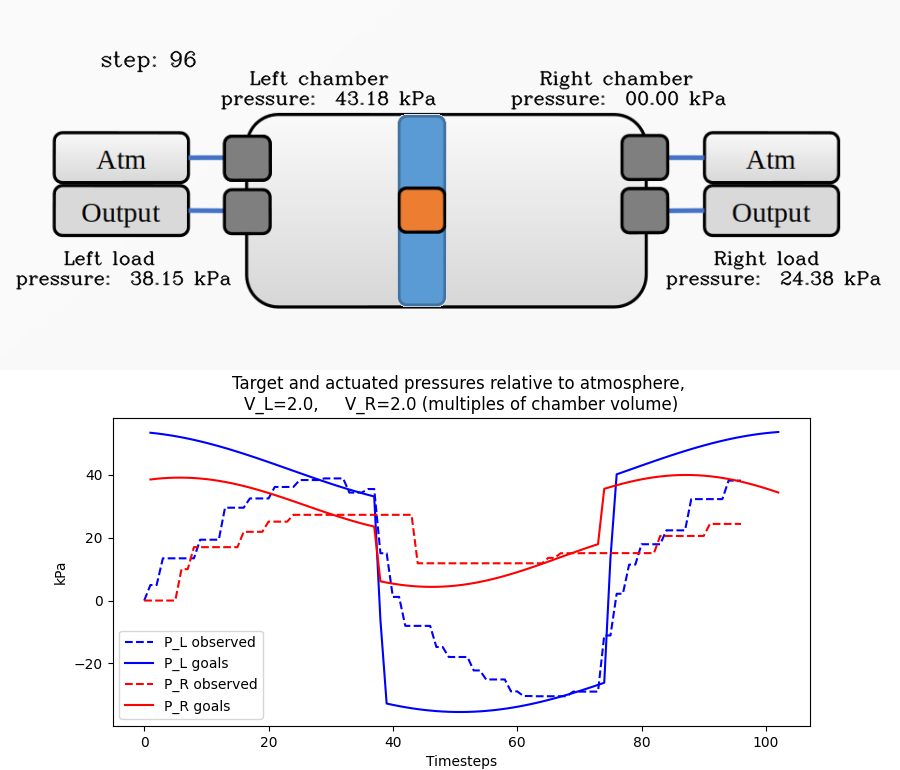 step: 96
Left chamber
pressure: 43.18 kPa
Right chamber
pressure: 00.00 kPa
Atm
Output
Atm
Output
Left load
pressure: 38.15 kPa
Right load
pressure: 24.38 kPa
Target and actuated pressures relative to atmosphere,
V_L=2.0, V_R=2.0 (multiples of chamber volume)
kPa
40
20
0
−20
P_L observed
P_L goals
P_R observed
P_R goals
0 20 40 60 80 100
Timesteps